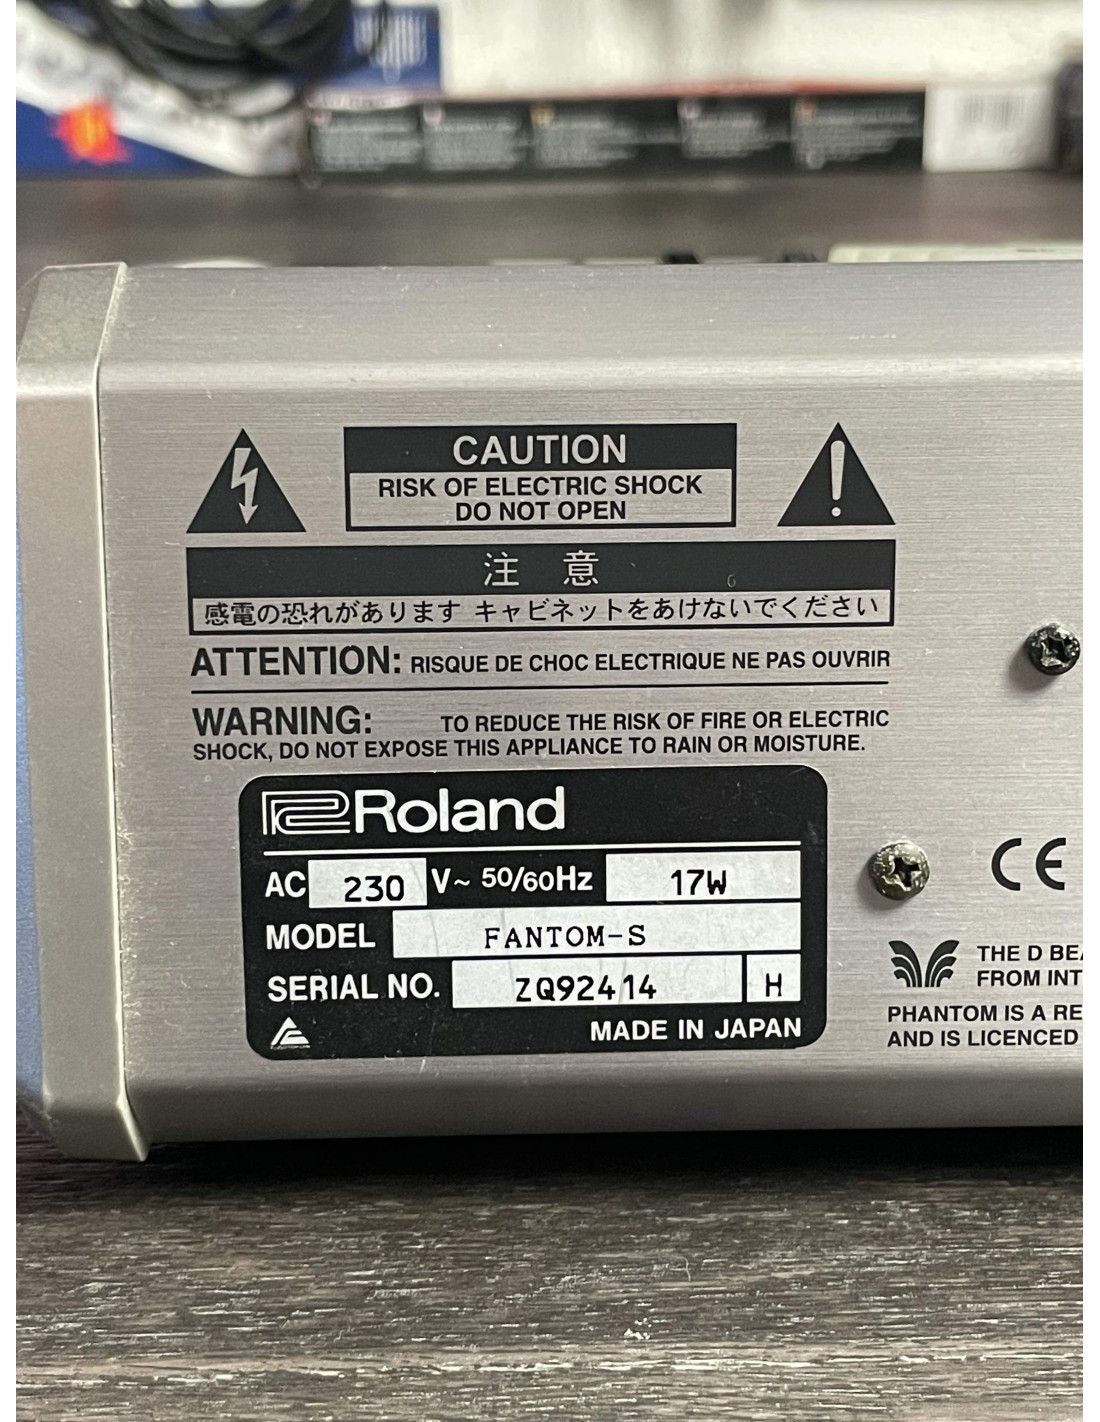 CAUTION
RISK OF ELECTRIC SHOCK
DO NOT OPEN
注 意
感電の恐れがあります キャビネットをあけないでください
ATTENTION: RISQUE DE CHOC ELECTRIQUE NE PAS OUVRIR
WARNING: TO REDUCE THE RISK OF FIRE OR ELECTRIC
SHOCK, DO NOT EXPOSE THIS APPLIANCE TO RAIN OR MOISTURE.
Roland
AC 230 V~ 50/60Hz 17W
MODEL FANTOM-S
SERIAL NO. ZQ92414 H
MADE IN JAPAN
CE
THE D BEA
FROM INT
PHANTOM IS A RE
AND IS LICENCED